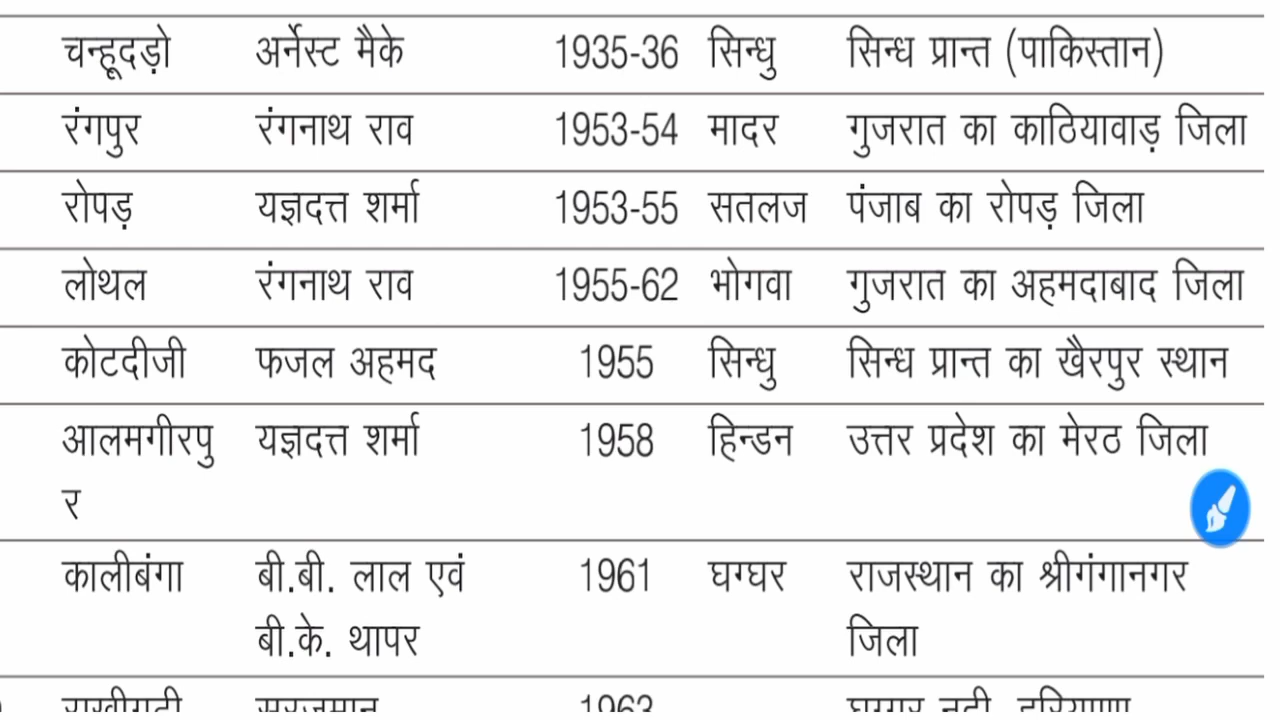 चन्हूदड़ो अर्नेस्ट मैके 1935-36 सिन्धु सिन्ध प्रान्त (पाकिस्तान)
रंगपुर रंगनाथ राव 1953-54 मादर गुजरात का काठियावाड़ जिला
रोपड़ यज्ञदत्त शर्मा 1953-55 सतलज पंजाब का रोपड़ जिला
लोथल रंगनाथ राव 1955-62 भोगवा गुजरात का अहमदाबाद जिला
कोटदीजी फजल अहमद 1955 सिन्धु सिन्ध प्रान्त का खैरपुर स्थान
आलमगीरपु यज्ञदत्त शर्मा 1958 हिन्डन उत्तर प्रदेश का मेरठ जिला
र
कालीबंगा बी.बी. लाल एवं 1961 घग्घर राजस्थान का श्रीगंगानगर
बी.के. थापर जिला
1963